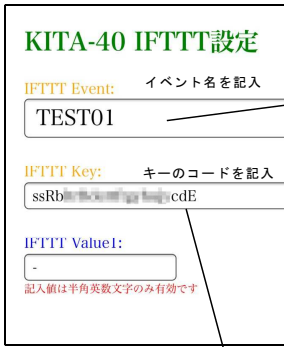 KITA-40 IFTTT設定
IFTTT Event:
イベント名を記入
TEST01
IFTTT Key:
キーのコードを記入
ssRb cdE
IFTTT Value1:
-
記入値は半角英数文字のみ有効です